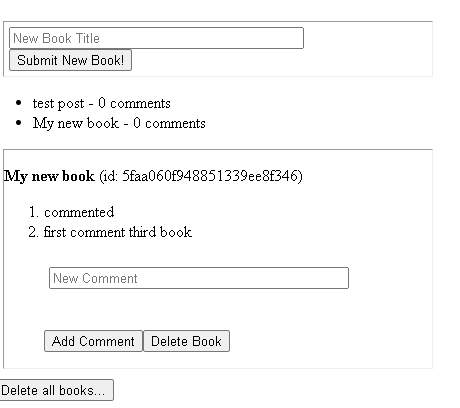 New Book Title
Submit New Book!
test post - 0 comments
My new book - 0 comments
My new book (id: 5faa060f948851339ee8f346)
1. commented
2. first comment third book
New Comment
Add Comment Delete Book
Delete all books...